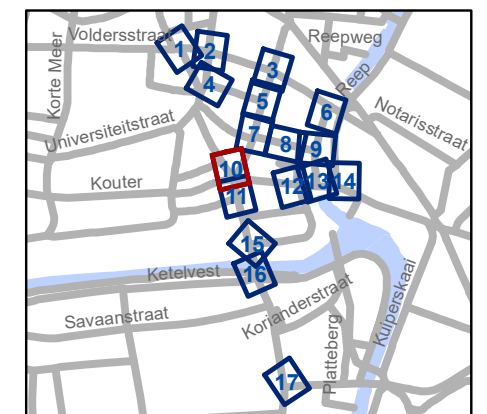 Voldersstraat
Reepweg
Korte Meer
1
2
3
4
Reep
5
6
Notarisstraat
Universiteitstraat
7
8
9
10
Kouter
11
12
13
14
15
Ketelvest
16
Savaanstraat
Korianderstraat
Kuiperskaai
Platteberg
17